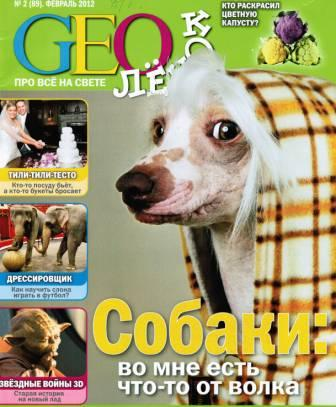 № 2 (89). ФЕВРАЛЬ 2012
КТО РАСКРАСИЛ
ЦВЕТНУЮ
КАПУСТУ?
GEO
лёнок
ПРО ВСЁ НА СВЕТЕ
ТИЛИ-ТИЛИ-ТЕСТО
Кто-то посуду бьёт,
а кто-то букеты бросает
ДРЕССИРОВЩИК
Как научить слона
играть в футбол?
ЗВЁЗДНЫЕ ВОЙНЫ 3D
Старая история
на новый лад
Собаки:
во мне есть
что-то от волка